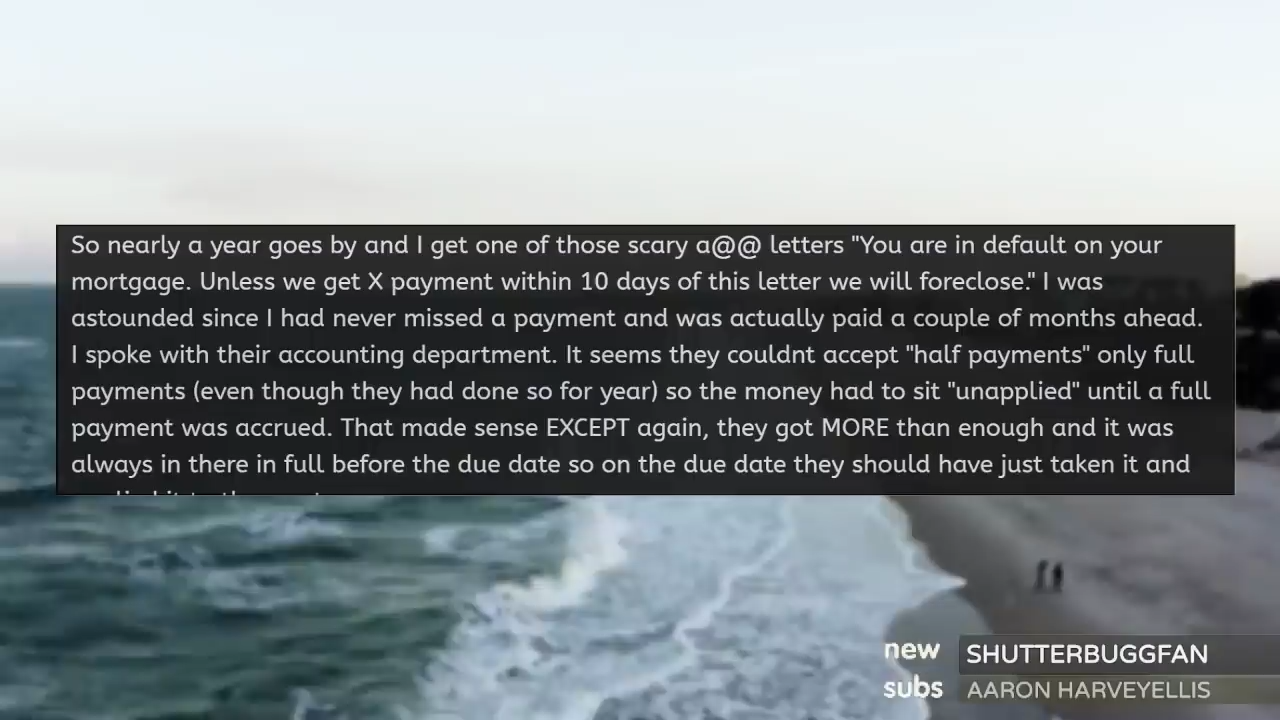 So nearly a year goes by and I get one of those scary a@@ letters "You are in default on your
mortgage. Unless we get X payment within 10 days of this letter we will foreclose." I was
astounded since I had never missed a payment and was actually paid a couple of months ahead.
I spoke with their accounting department. It seems they couldnt accept "half payments" only full
payments (even though they had done so for year) so the money had to sit "unapplied" until a full
payment was accrued. That made sense EXCEPT again, they got MORE than enough and it was
always in there in full before the due date so on the due date they should have just taken it and
new SHUTTERBUGGFAN
subs AARON HARVEYELLIS